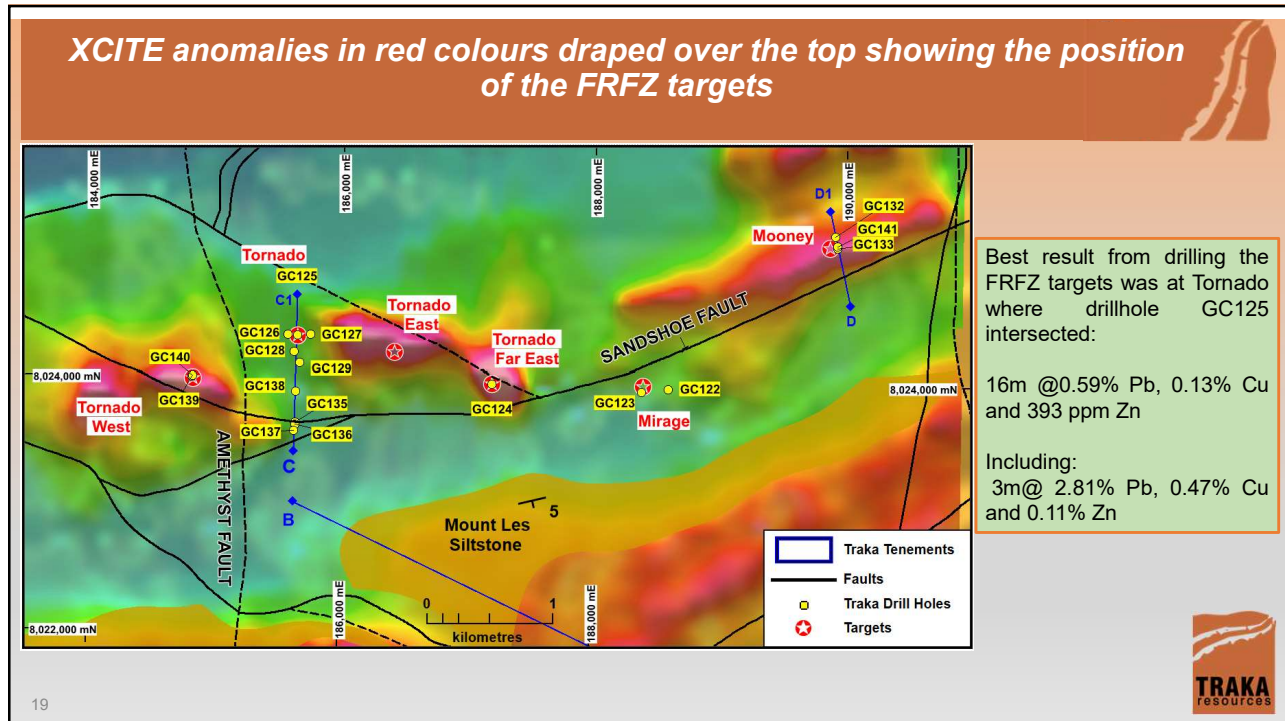 XCITE anomalies in red colours draped over the top showing the position
of the FRFZ targets
184,000 mE
186,000 mE
188,000 mE
190,000 mE
D1
GC132
GC141
GC133
Mooney
D
Tornado
GC125
C1
GC126
GC127
GC128
GC129
GC138
GC135
GC137
GC136
C
B
Tornado
East
Tornado
Far East
GC124
SANDSHOE FAULT
GC140
GC139
8,024,000 mN
Tornado
West
AMETHYST FAULT
GC123
GC122
Mirage
8,024,000 mN
5
Mount Les
Siltstone
8,022,000 mN
186,000 mE
188,000 mE
0 1
kilometres
Traka Tenements
Faults
Traka Drill Holes
Targets
Best result from drilling the
FRFZ targets was at Tornado
where drillhole GC125
intersected:
16m @0.59% Pb, 0.13% Cu
and 393 ppm Zn
Including:
3m@ 2.81% Pb, 0.47% Cu
and 0.11% Zn
19
TRAKA
resources